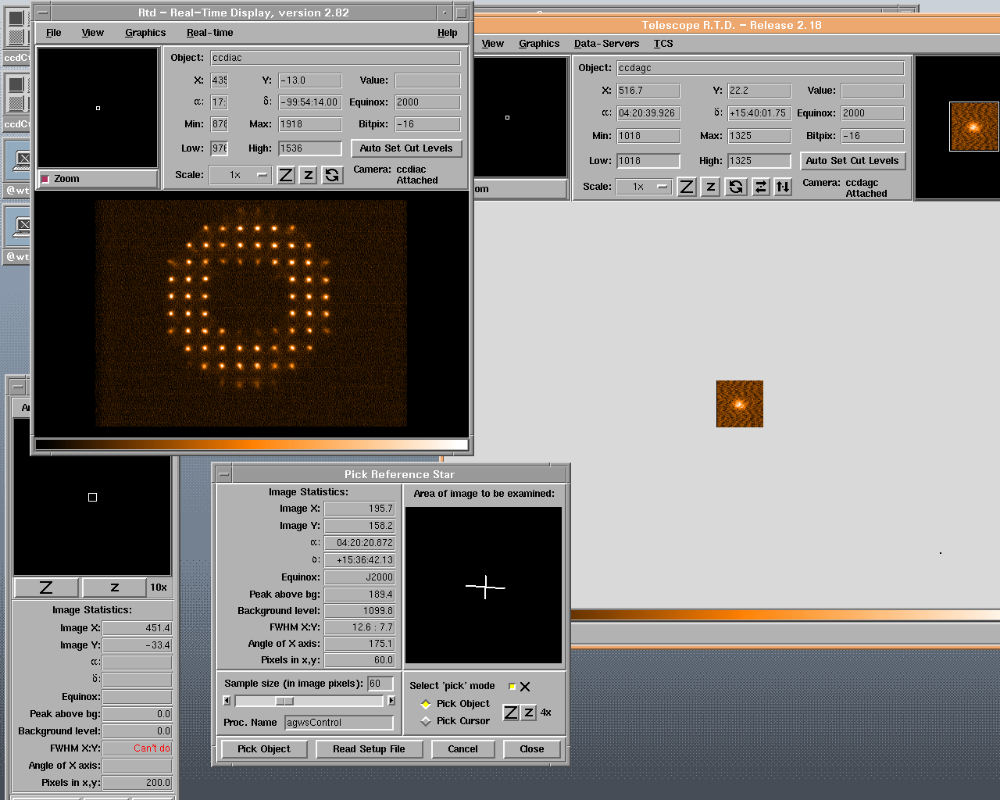 Rtd - Real-Time Display, version 2.82
File View Graphics Real-time Help
Object: ccdiac
X: 435 Y: -13.0 Value:
α: 17: δ: -99:54:14.00 Equinox: 2000
Min: 878 Max: 1918 Bitpix: -16
Low: 976 High: 1536 Auto Set Cut Levels
Scale: 1x Z z Camera: ccdiac
Attached
Zoom
Telescope R.T.D. - Release 2.18
View Graphics Data-Servers TCS
Object: ccdagc
X: 516.7 Y: 22.2 Value:
α: 04:20:39.926 δ: +15:40:01.75 Equinox: 2000
Min: 1018 Max: 1325 Bitpix: -16
Low: 1018 High: 1325 Auto Set Cut Levels
Scale: 1x Z z Camera: ccdagc
Attached
om
ccdCt
ccdCt
@wt
@wt
Z z 10x
Image Statistics:
Image X: 451.4
Image Y: -33.4
α:
δ:
Equinox:
Peak above bg: 0.0
Background level: 0.0
FWHM X:Y: Can't do
Angle of X axis:
Pixels in x,y: 200.0
Pick Reference Star
Image Statistics:
Image X: 195.7
Image Y: 158.2
α: 04:20:20.872
δ: +15:36:42.13
Equinox: J2000
Peak above bg: 189.4
Background level: 1099.8
FWHM X:Y: 12.6 : 7.7
Angle of X axis: 175.1
Pixels in x,y: 60.0
Area of image to be examined:
Sample size (in image pixels): 60
Proc. Name agwsControl
Select 'pick' mode
Pick Object
Pick Cursor
Z z 4x
Pick Object Read Setup File Cancel Close